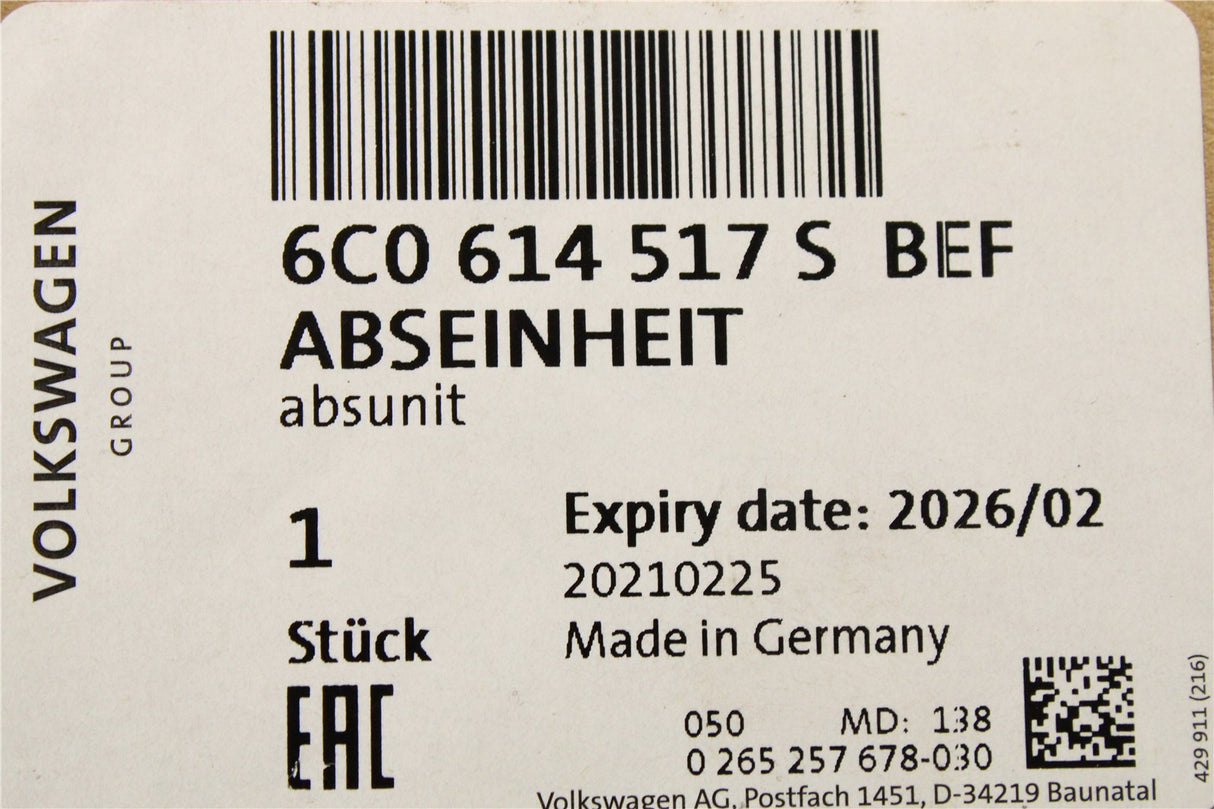 VOLKSWAGEN
GROUP
6C0 614 517 S BEF
ABSEINHEIT
absunit
1
Expiry date: 2026/02
20210225
Stück
Made in Germany
EAC
050 MD: 138
0 265 257 678-030
Volkswagen AG, Postfach 1451, D-34219 Baunatal
429 911 (216)